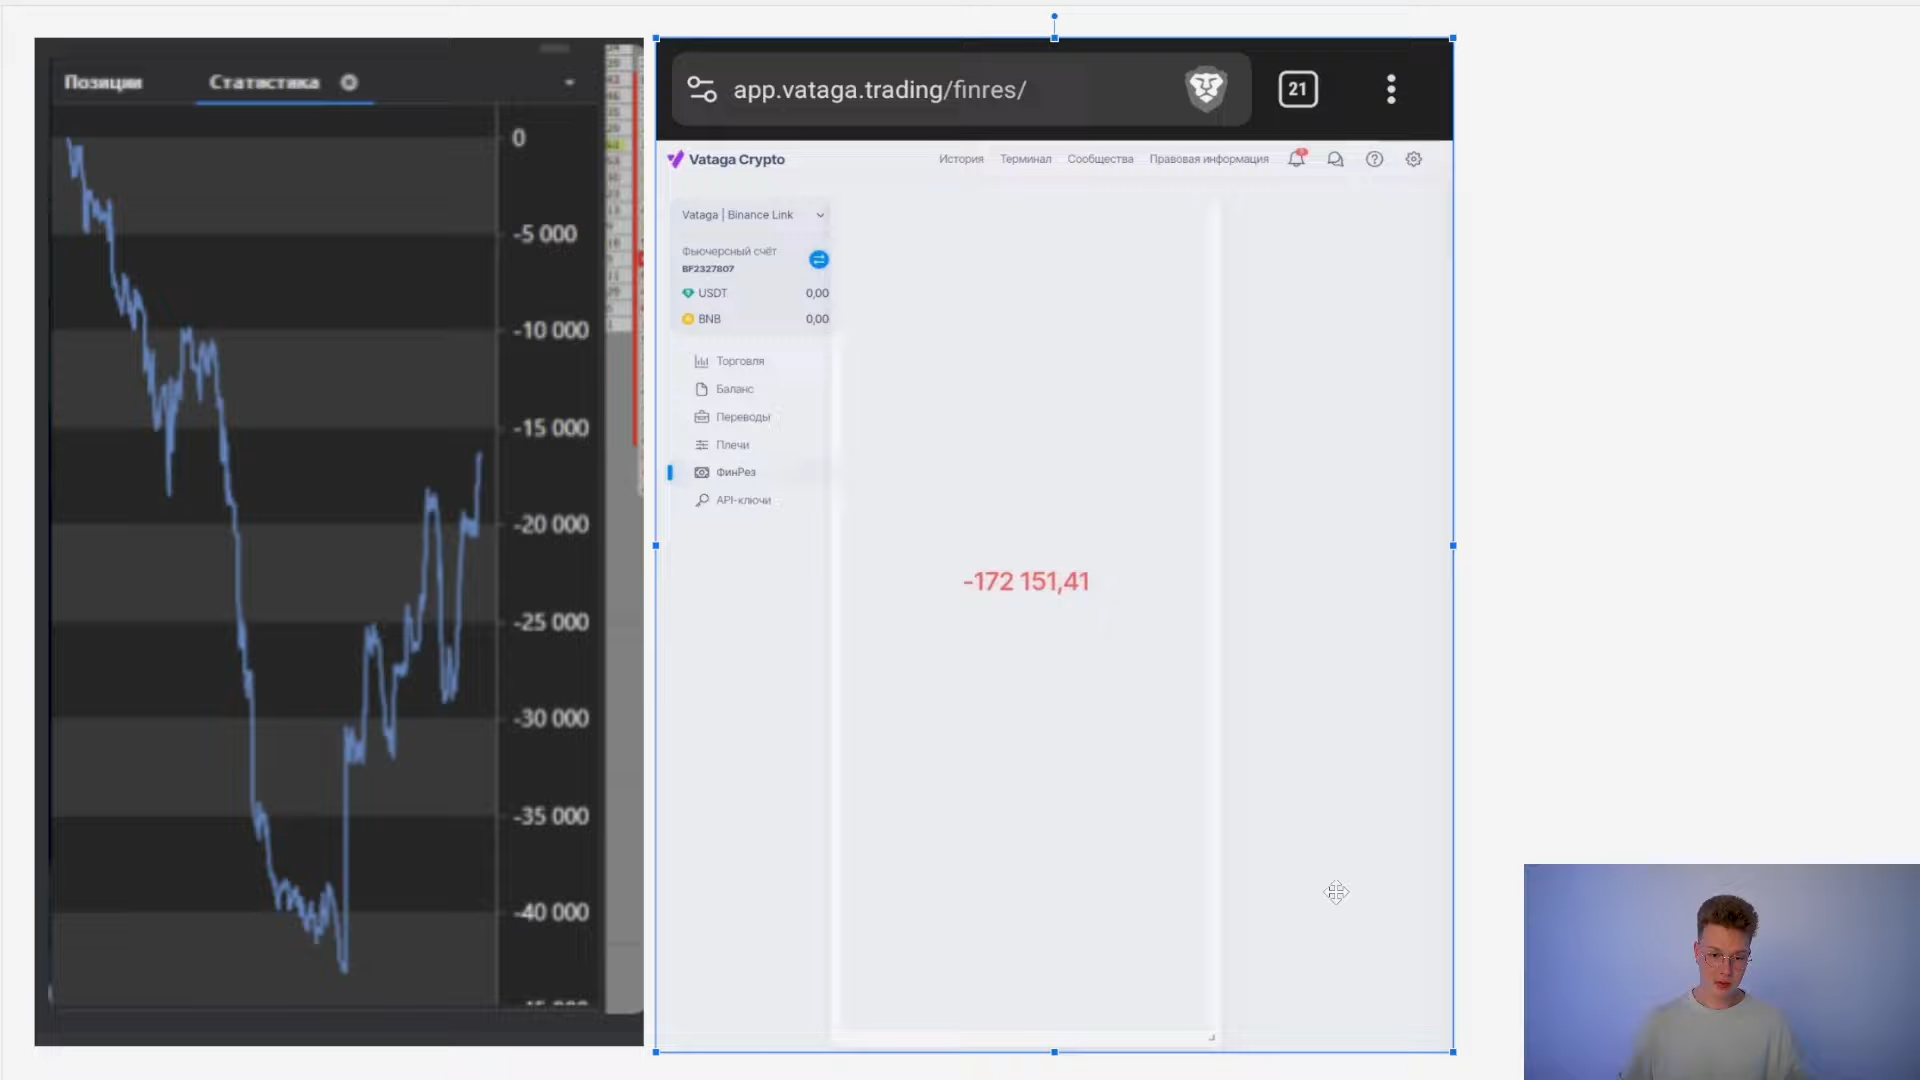 Позиции Статистика
0
-5 000
-10 000
-15 000
-20 000
-25 000
-30 000
-35 000
-40 000
app.vataga.trading/finres/
21
Vataga Crypto
История Терминал Сообщества Правовая информация
Vataga | Binance Link
Фьючерсный счёт
BF2327807
USDT 0,00
BNB 0,00
Торговля
Баланс
Переводы
Плечи
ФинРез
API-ключи
-172 151,41